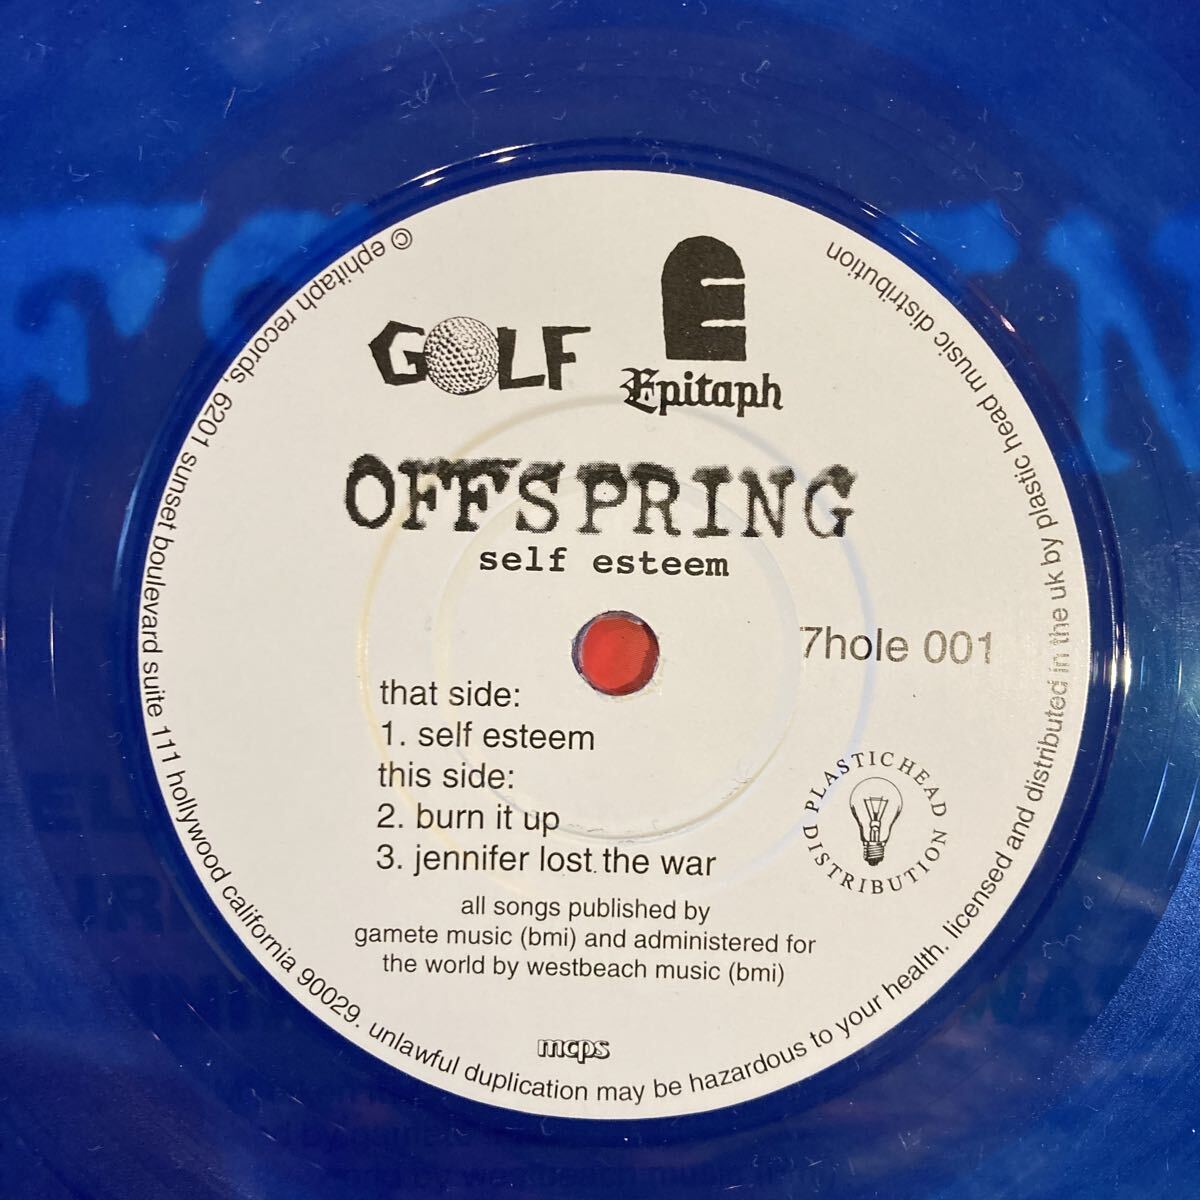 GOLF
E
Epitaph
OFFSPRING
self esteem
7hole 001
that side:
1. self esteem
this side:
2. burn it up
3. jennifer lost the war
PLASTIC HEAD
DISTRIBUTION
all songs published by
gamete music (bmi) and administered for
the world by westbeach music (bmi)
mcps
© ephitaph records, 6201 sunset boulevard suite 111 hollywood california 90029. unlawful duplication may be hazardous to your health. licensed and distributed in the uk by plastic head music distribution